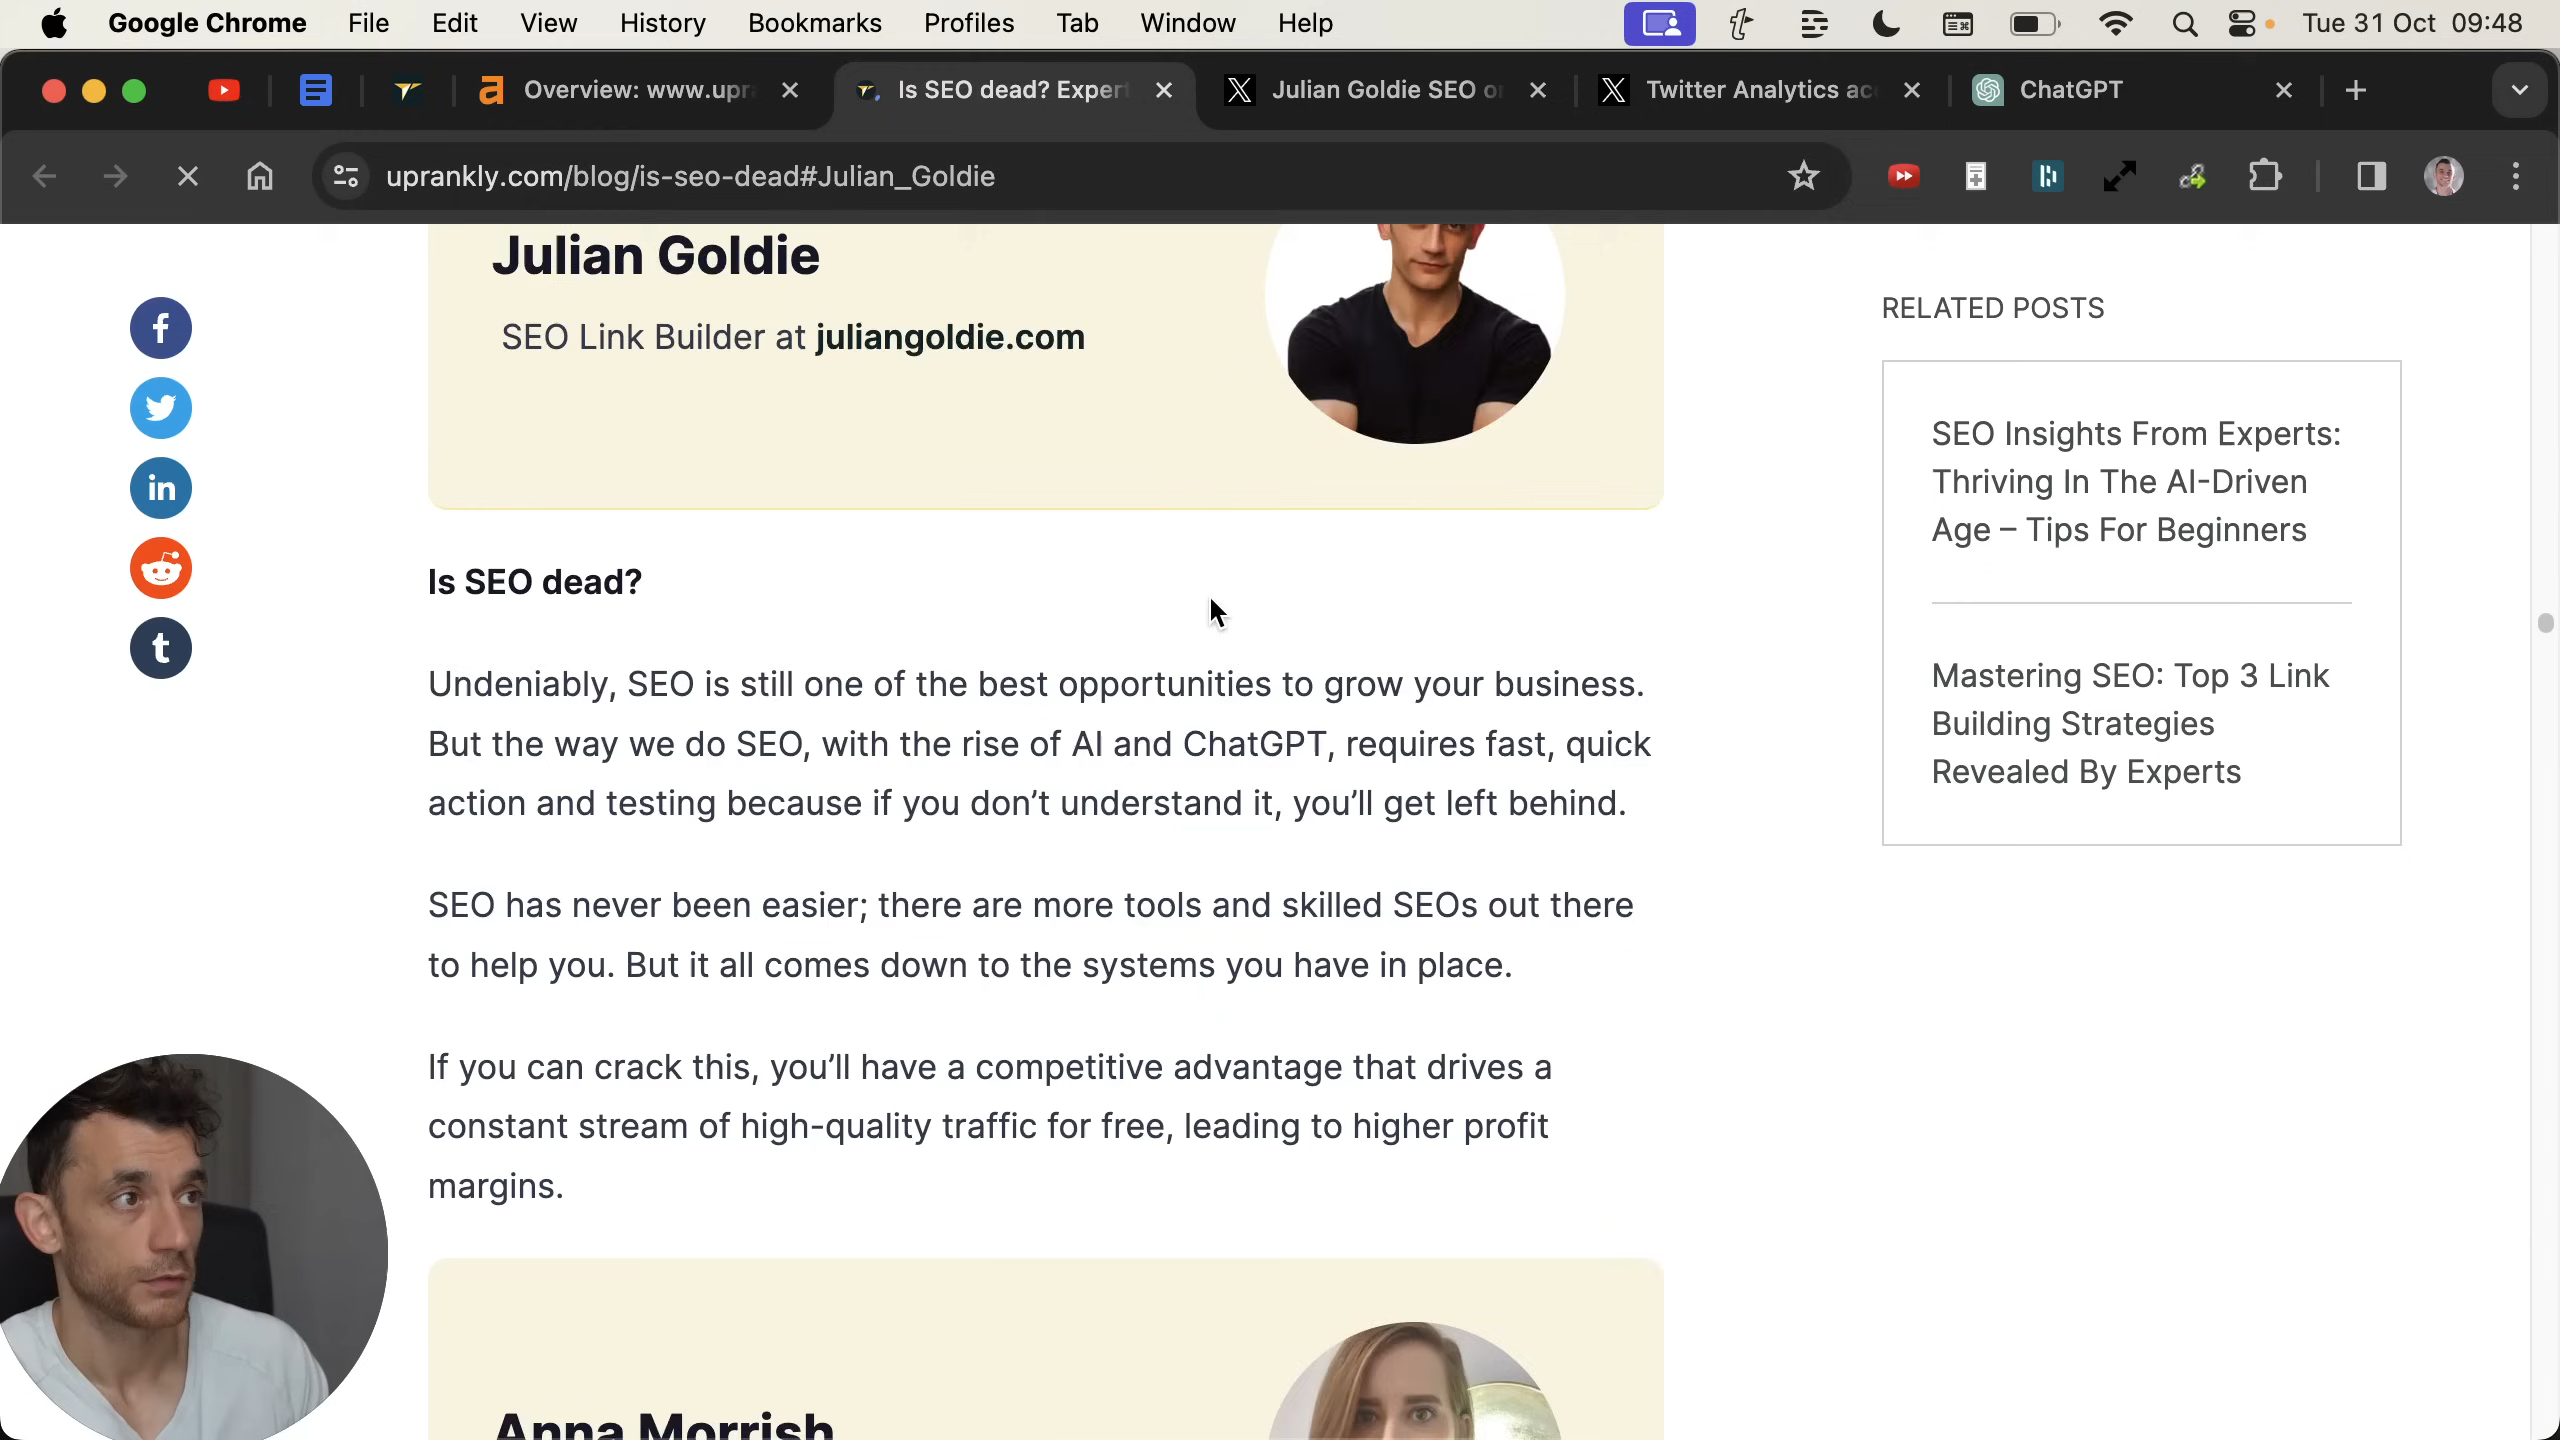 Google Chrome File Edit View History Bookmarks Profiles Tab Window Help Tue 31 Oct 09:48
Overview: www.upr Is SEO dead? Exper Julian Goldie SEO o Twitter Analytics ac ChatGPT
uprankly.com/blog/is-seo-dead#Julian_Goldie
Julian Goldie
SEO Link Builder at juliangoldie.com
Is SEO dead?
Undeniably, SEO is still one of the best opportunities to grow your business.
But the way we do SEO, with the rise of AI and ChatGPT, requires fast, quick
action and testing because if you don’t understand it, you’ll get left behind.
SEO has never been easier; there are more tools and skilled SEOs out there
to help you. But it all comes down to the systems you have in place.
If you can crack this, you’ll have a competitive advantage that drives a
constant stream of high-quality traffic for free, leading to higher profit
margins.
Anna Morrish
RELATED POSTS
SEO Insights From Experts:
Thriving In The AI-Driven
Age – Tips For Beginners
Mastering SEO: Top 3 Link
Building Strategies
Revealed By Experts